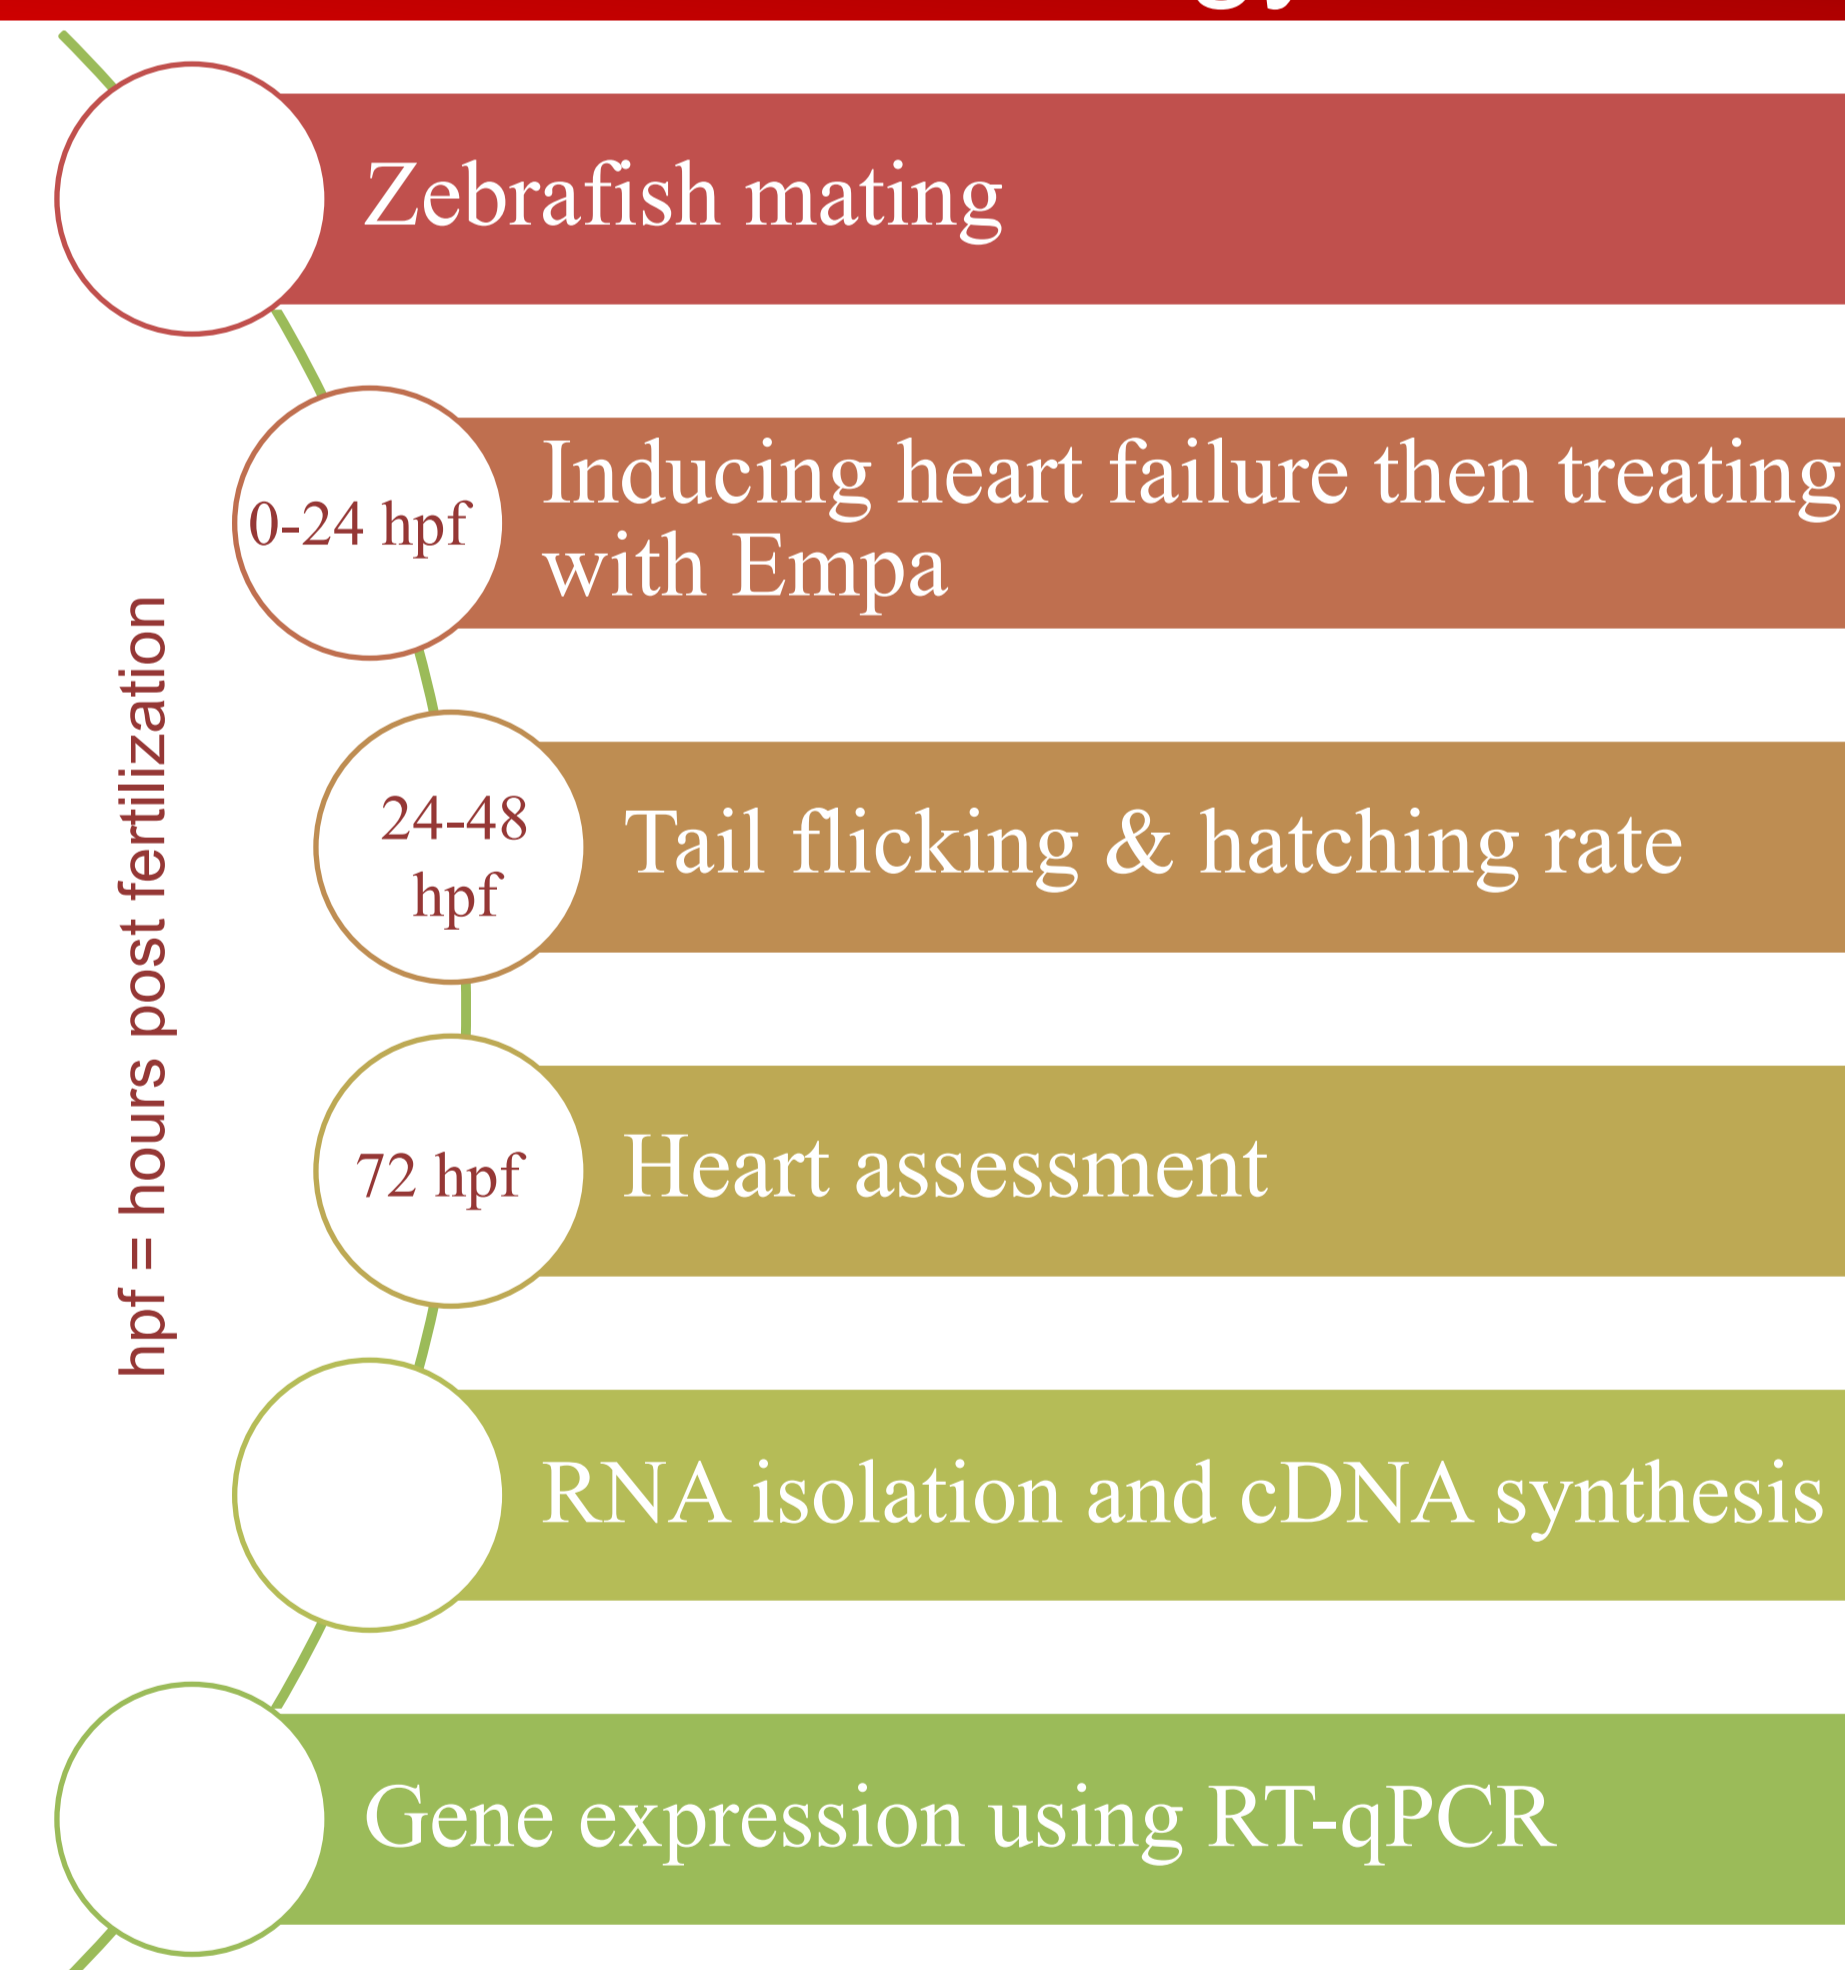 Zebrafish mating
0-24 hpf
Inducing heart failure then treating
with Empa
24-48
hpf
Tail flicking & hatching rate
72 hpf
Heart assessment
RNA isolation and cDNA synthesis
Gene expression using RT-qPCR
hpf = hours post fertilization